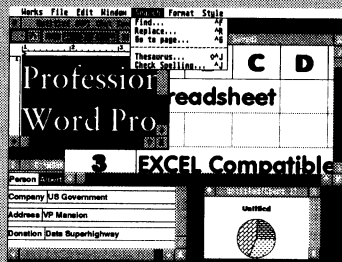 Works File Edit Window Format Style
Find... ^F
Replace... ^R
Go to page... ^G
Thesaurus... ^J
Check Spelling... ^J
Profession
Word Pro
C D
readsheet
3 EXCEL Compatible
Person
Company US Government
Address VP Mansion
Donation Data Superhighway
Untitled